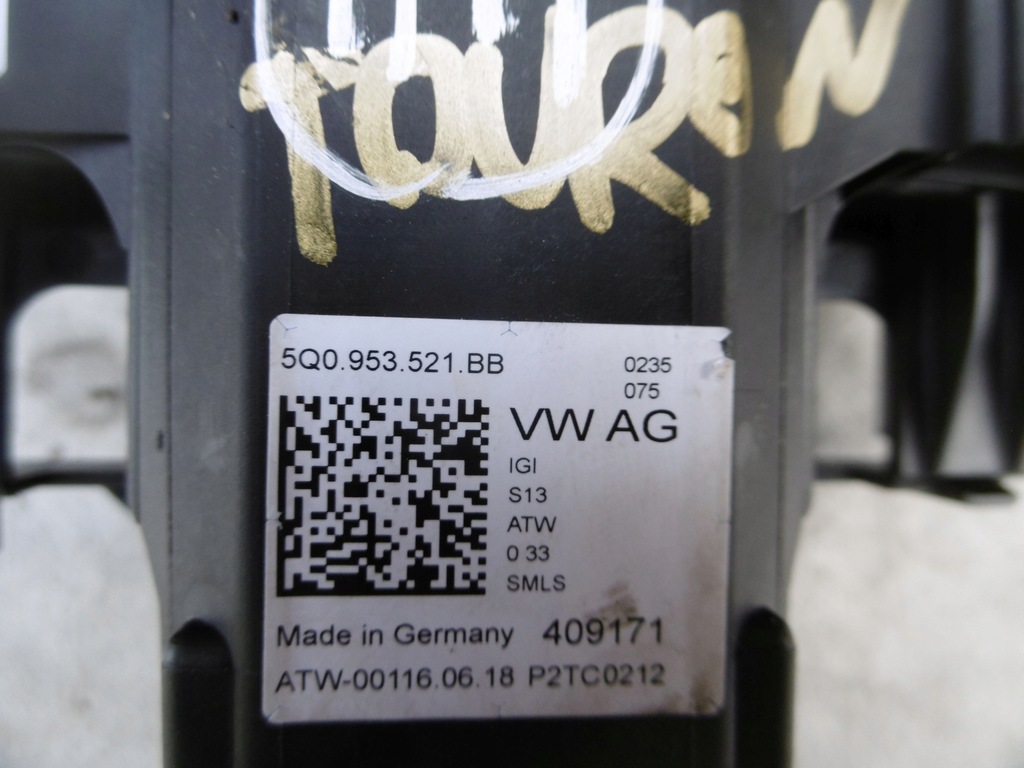 TOURAN
5Q0.953.521.BB
0235
075
VW AG
IGI
S13
ATW
0 33
SMLS
Made in Germany 409171
ATW-00116.06.18 P2TC0212